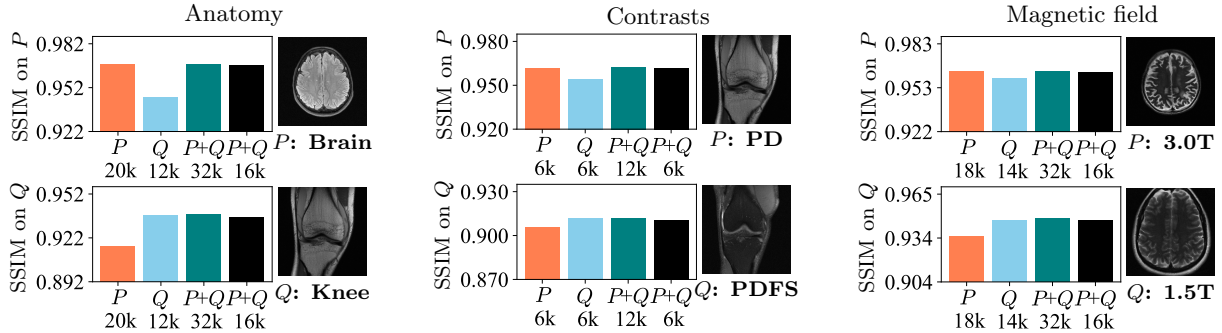 Anatomy
SSIM on P
0.982
0.952
0.922
P Q P+Q P+Q
20k 12k 32k 16k
P: Brain
SSIM on Q
0.952
0.922
0.892
P Q P+Q P+Q
20k 12k 32k 16k
Q: Knee
Contrasts
SSIM on P
0.980
0.950
0.920
P Q P+Q P+Q
6k 6k 12k 6k
P: PD
SSIM on Q
0.930
0.900
0.870
P Q P+Q P+Q
6k 6k 12k 6k
Q: PDFS
Magnetic field
SSIM on P
0.983
0.953
0.922
P Q P+Q P+Q
18k 14k 32k 16k
P: 3.0T
SSIM on Q
0.965
0.934
0.904
P Q P+Q P+Q
18k 14k 32k 16k
Q: 1.5T